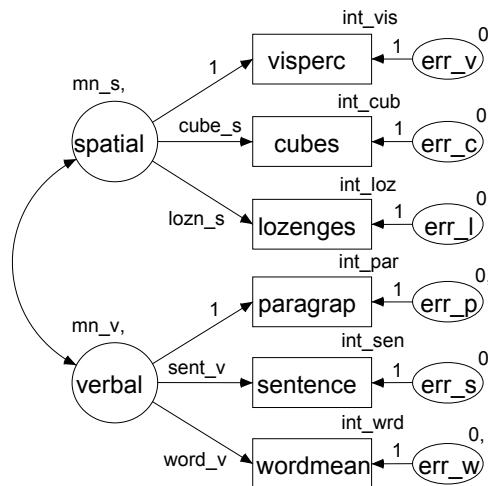 int_vis
0
1 visperc 1 err_v
mn_s,
int_cub
0
spatial cube_s cubes 1 err_c
int_loz
0
lozn_s lozenges 1 err_l
int_par
0,
1 paragrap 1 err_p
mn_v,
int_sen
0
verbal sent_v sentence 1 err_s
int_wrd
0,
word_v wordmean 1 err_w